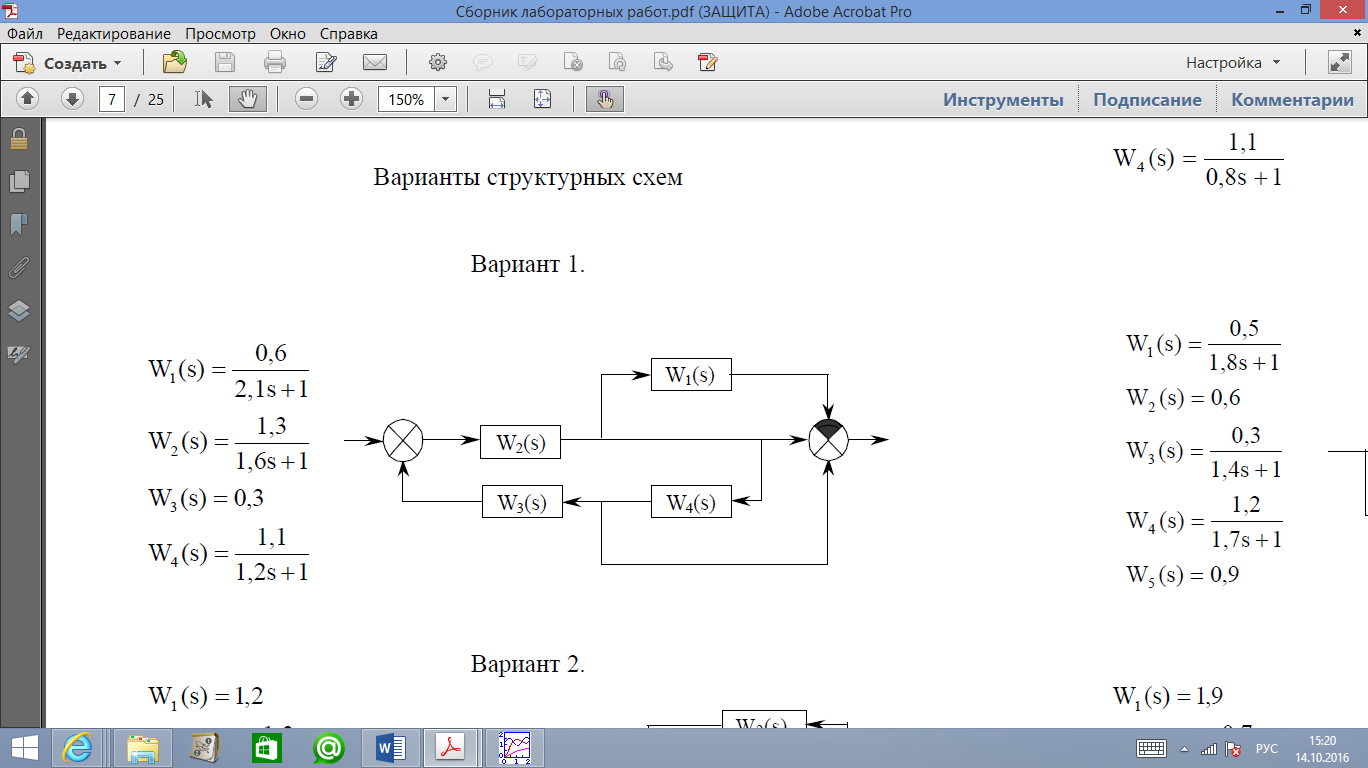 Сборник лабораторных работ.pdf (ЗАЩИТА) - Adobe Acrobat Pro
Файл Редактирование Просмотр Окно Справка
Создать
Настройка
7 / 25
150%
Инструменты Подписание Комментарии
Варианты структурных схем
W4(s) = 1,1 / 0,8s + 1
Вариант 1.
W1(s) = 0,6 / 2,1s + 1
W2(s) = 1,3 / 1,6s + 1
W3(s) = 0,3
W4(s) = 1,1 / 1,2s + 1
W1(s)
W2(s)
W3(s)
W4(s)
W1(s) = 0,5 / 1,8s + 1
W2(s) = 0,6
W3(s) = 0,3 / 1,4s + 1
W4(s) = 1,2 / 1,7s + 1
W5(s) = 0,9
Вариант 2.
W1(s) = 1,2
W1(s) = 1,9
РУС
15:20
14.10.2016